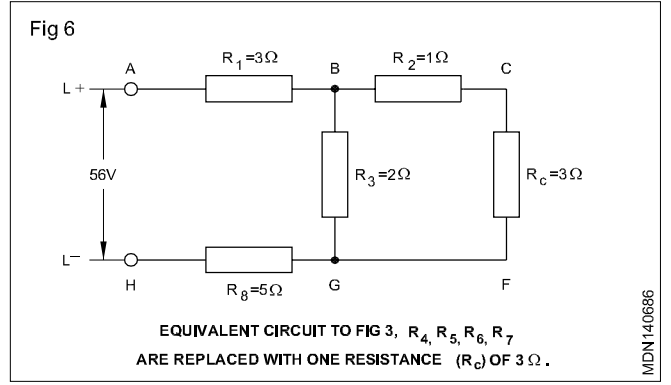 Fig 6
A
R1=3Ω
B
R2=1Ω
C
L +
56V
R3=2Ω
Rc=3Ω
L–
H
R8=5Ω
G
F
EQUIVALENT CIRCUIT TO FIG 3, R4, R5, R6, R7
ARE REPLACED WITH ONE RESISTANCE (Rc) OF 3 Ω .
MDN140686